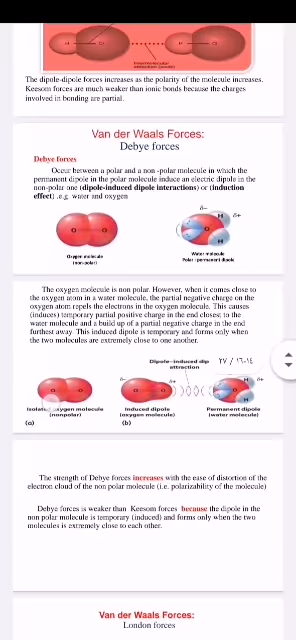 H
Cl
H
Cl
Intermolecular
attraction (weak)
The dipole-dipole forces increases as the polarity of the molecule increases.
Keesom forces are much weaker than ionic bonds because the charges
involved in bonding are partial.
Van der Waals Forces:
Debye forces
Debye forces
Occur between a polar and a non -polar molecule in which the
permanent dipole in the polar molecule induce an electric dipole in the
non-polar one (dipole-induced dipole interactions) or (induction
effect) .e.g. water and oxygen
δ−
H
δ+
O
O
O
H
Oxygen molecule
(non-polar)
Water molecule
Polar : permanent dipole
The oxygen molecule is non polar. However, when it comes close to
the oxygen atom in a water molecule, the partial negative charge on the
oxygen atom repels the electrons in the oxygen molecule. This causes
(induces) temporary partial positive charge in the end closest to the
water molecule and a build up of a partial negative charge in the end
furthest away. This induced dipole is temporary and forms only when
the two molecules are extremely close to one another.
Dipole–induced dip
attraction
٢٧ / ١٦-١٤
δ−
δ+
H
δ+
O
O
O
O
H
Isolated oxygen molecule
(nonpolar)
Induced dipole
(oxygen molecule)
Permanent dipole
(water molecule)
(a)
(b)
The strength of Debye forces increases with the ease of distortion of the
electron cloud of the non polar molecule (i.e. polarizability of the molecule)
Debye forces is weaker than Keesom forces because the dipole in the
non polar molecule is temporary (induced) and forms only when the two
molecules is extremely close to each other.
Van der Waals Forces:
London forces